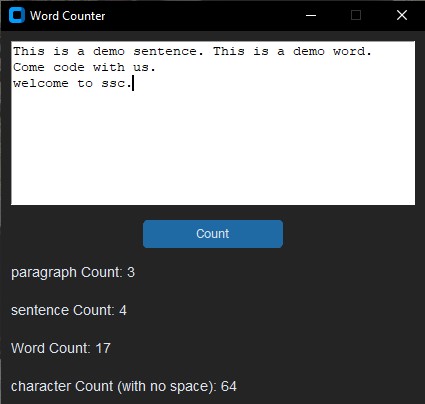 Word Counter
This is a demo sentence. This is a demo word.
Come code with us.
welcome to ssc.
Count
paragraph Count: 3
sentence Count: 4
Word Count: 17
character Count (with no space): 64